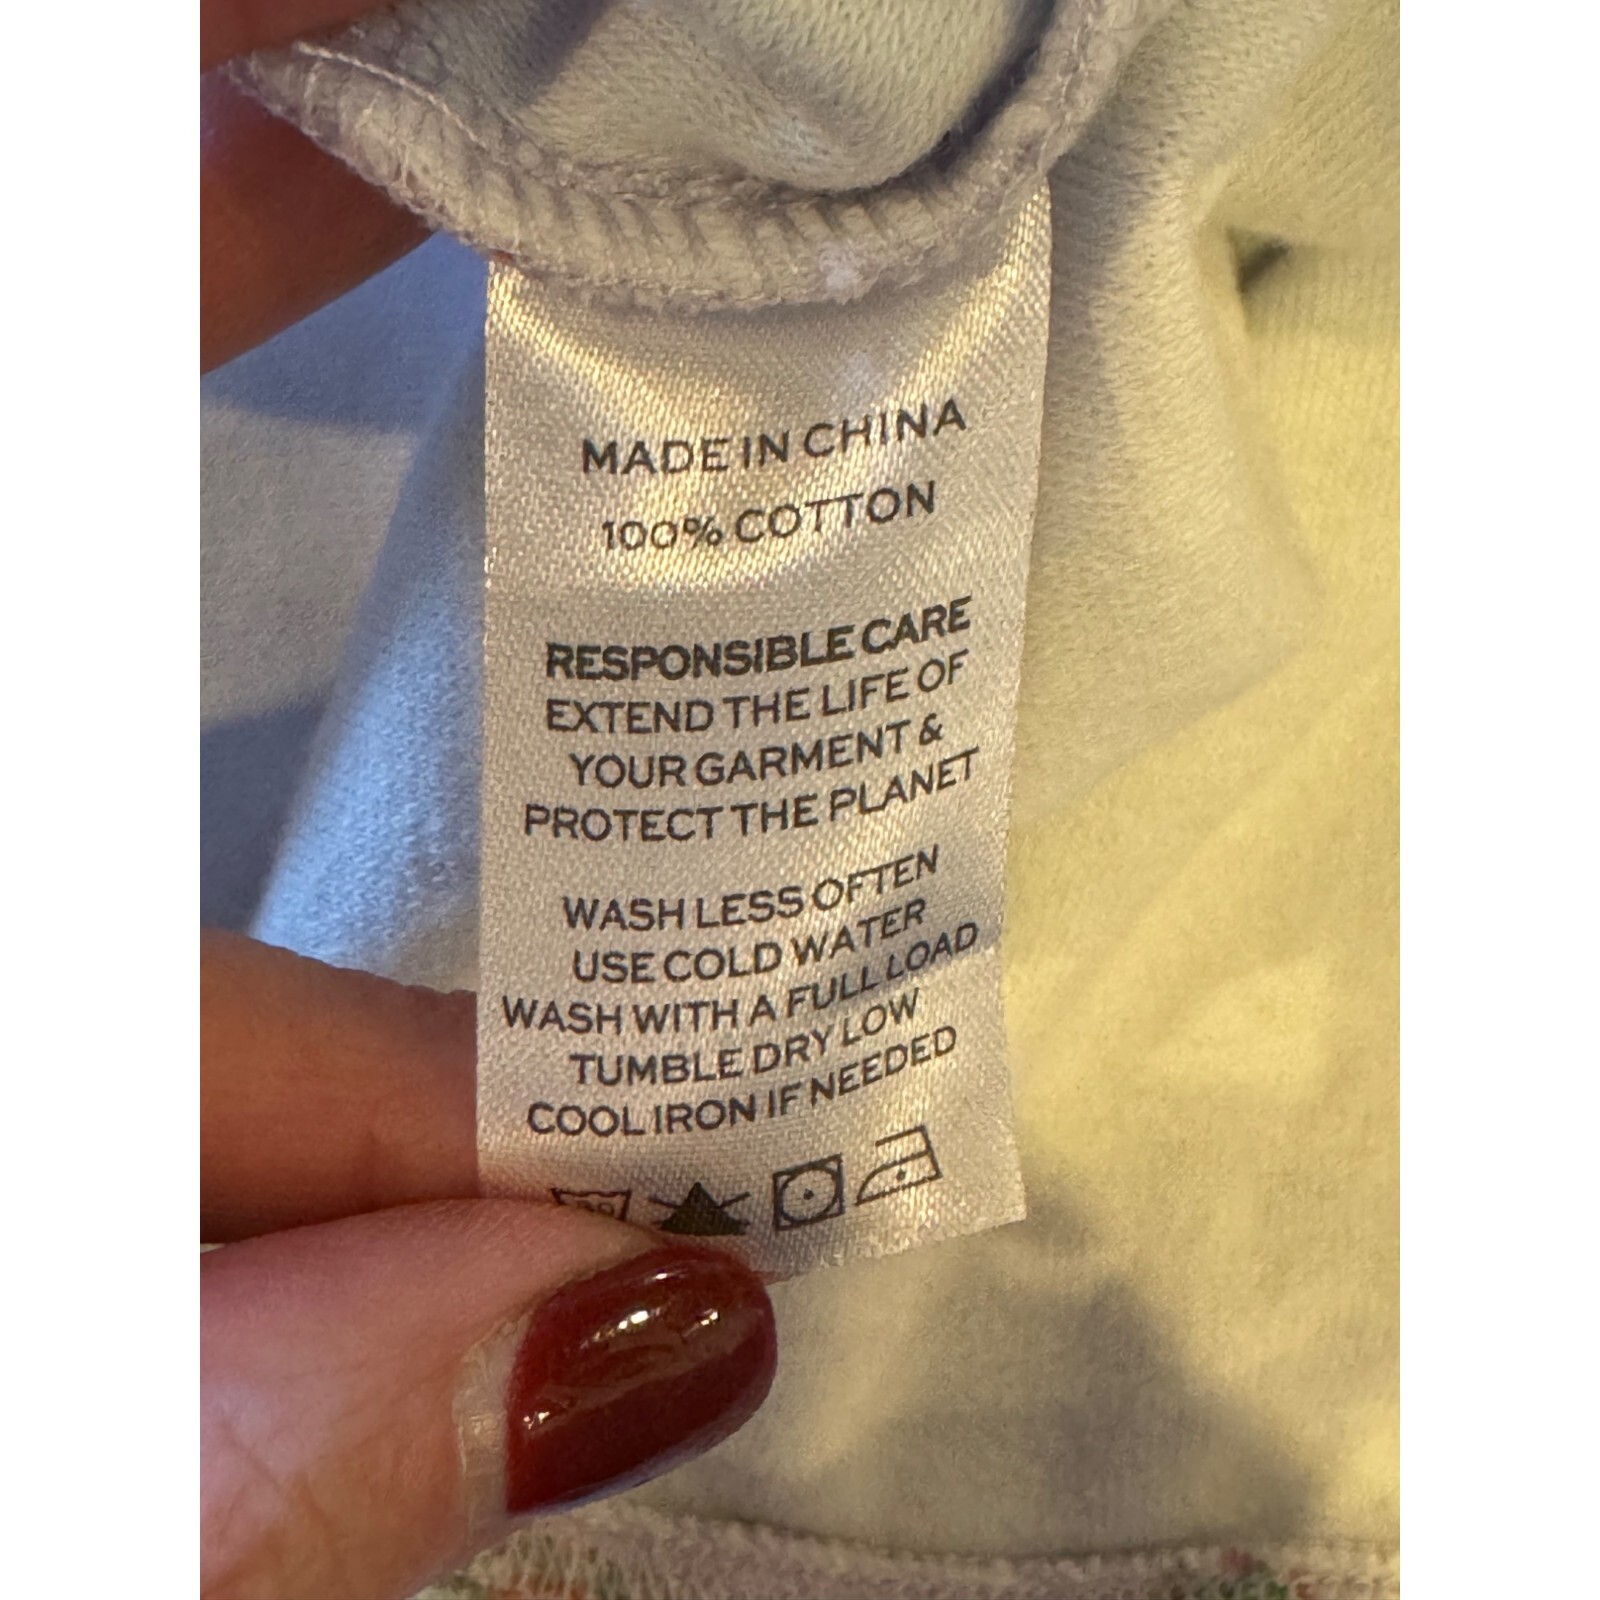 MADE IN CHINA
100% COTTON
RESPONSIBLE CARE
EXTEND THE LIFE OF
YOUR GARMENT &
PROTECT THE PLANET
WASH LESS OFTEN
USE COLD WATER
WASH WITH A FULL LOAD
TUMBLE DRY LOW
COOL IRON IF NEEDED